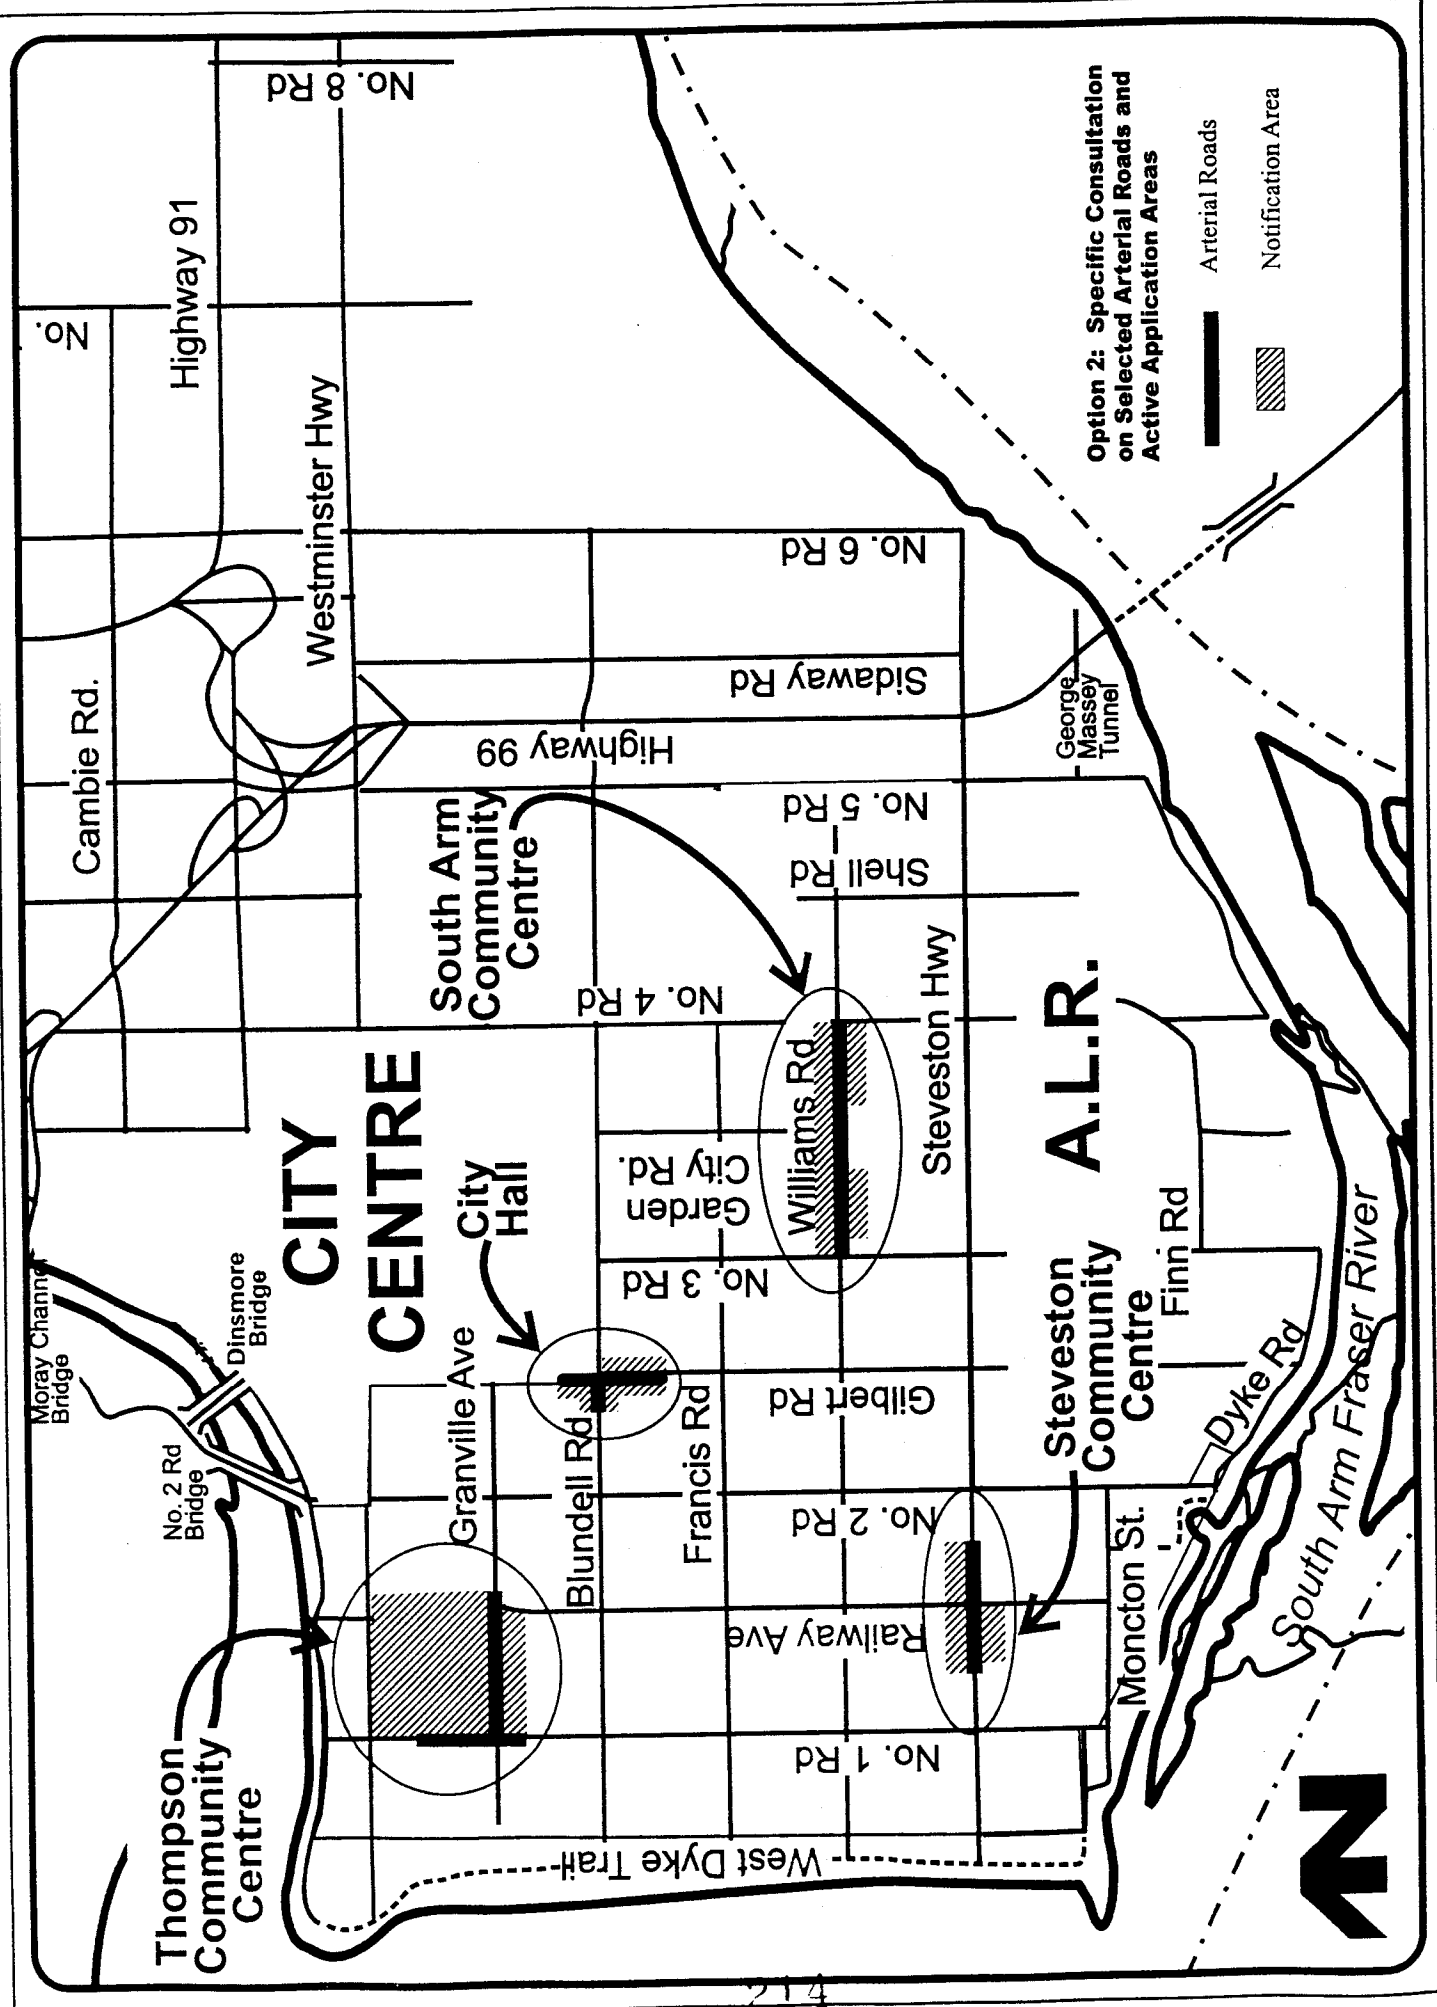 No. 8 Rd
Highway 91
No.
Westminster Hwy
Cambie Rd.
No. 6 Rd
Sidaway Rd
Highway 99
No. 5 Rd
Shell Rd
South Arm
Community
Centre
No. 4 Rd
George
Massey
Tunnel
Option 2: Specific Consultation
on Selected Arterial Roads and
Active Application Areas
Arterial Roads
Notification Area
CITY
CENTRE
City
Hall
Garden
City Rd.
Williams Rd
Steveston Hwy
A.L.R.
No. 3 Rd
Finn Rd
Moray Channel
Bridge
Dinsmore
Bridge
No. 2 Rd
Bridge
Granville Ave
Blundell Rd
Francis Rd
Gilbert Rd
No. 2 Rd
Steveston
Community
Centre
Dyke Rd
South Arm Fraser River
Railway Ave
Moncton St.
No. 1 Rd
Thompson
Community
Centre
West Dyke Trail
N
214